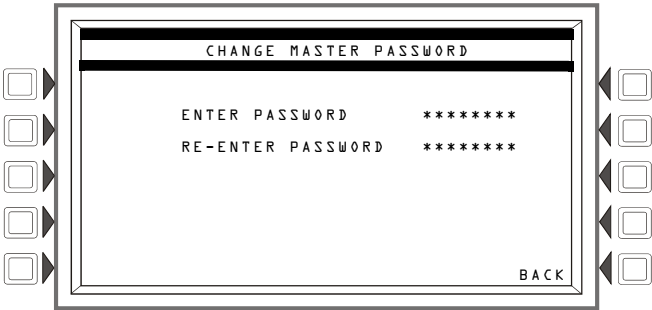 CHANGE MASTER PASSWORD
ENTER PASSWORD ********
RE-ENTER PASSWORD ********
BACK